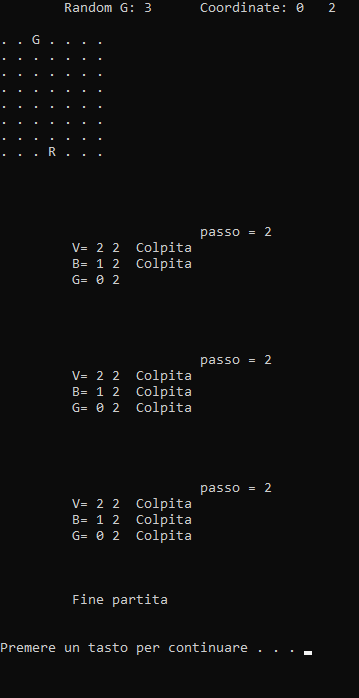 Random G: 3 Coordinate: 0 2
. . G . . . .
. . . . . . .
. . . . . . .
. . . . . . .
. . . . . . .
. . . . . . .
. . . . . . .
. . . R . . .
passo = 2
V= 2 2 Colpita
B= 1 2 Colpita
G= 0 2
passo = 2
V= 2 2 Colpita
B= 1 2 Colpita
G= 0 2 Colpita
passo = 2
V= 2 2 Colpita
B= 1 2 Colpita
G= 0 2 Colpita
Fine partita
Premere un tasto per continuare . . .